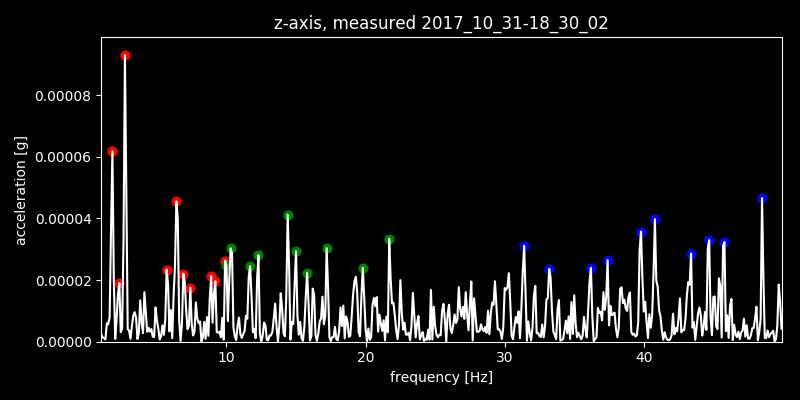 z-axis, measured 2017_10_31-18_30_02
acceleration [g]
0.00008
0.00006
0.00004
0.00002
0.00000
10 20 30 40
frequency [Hz]